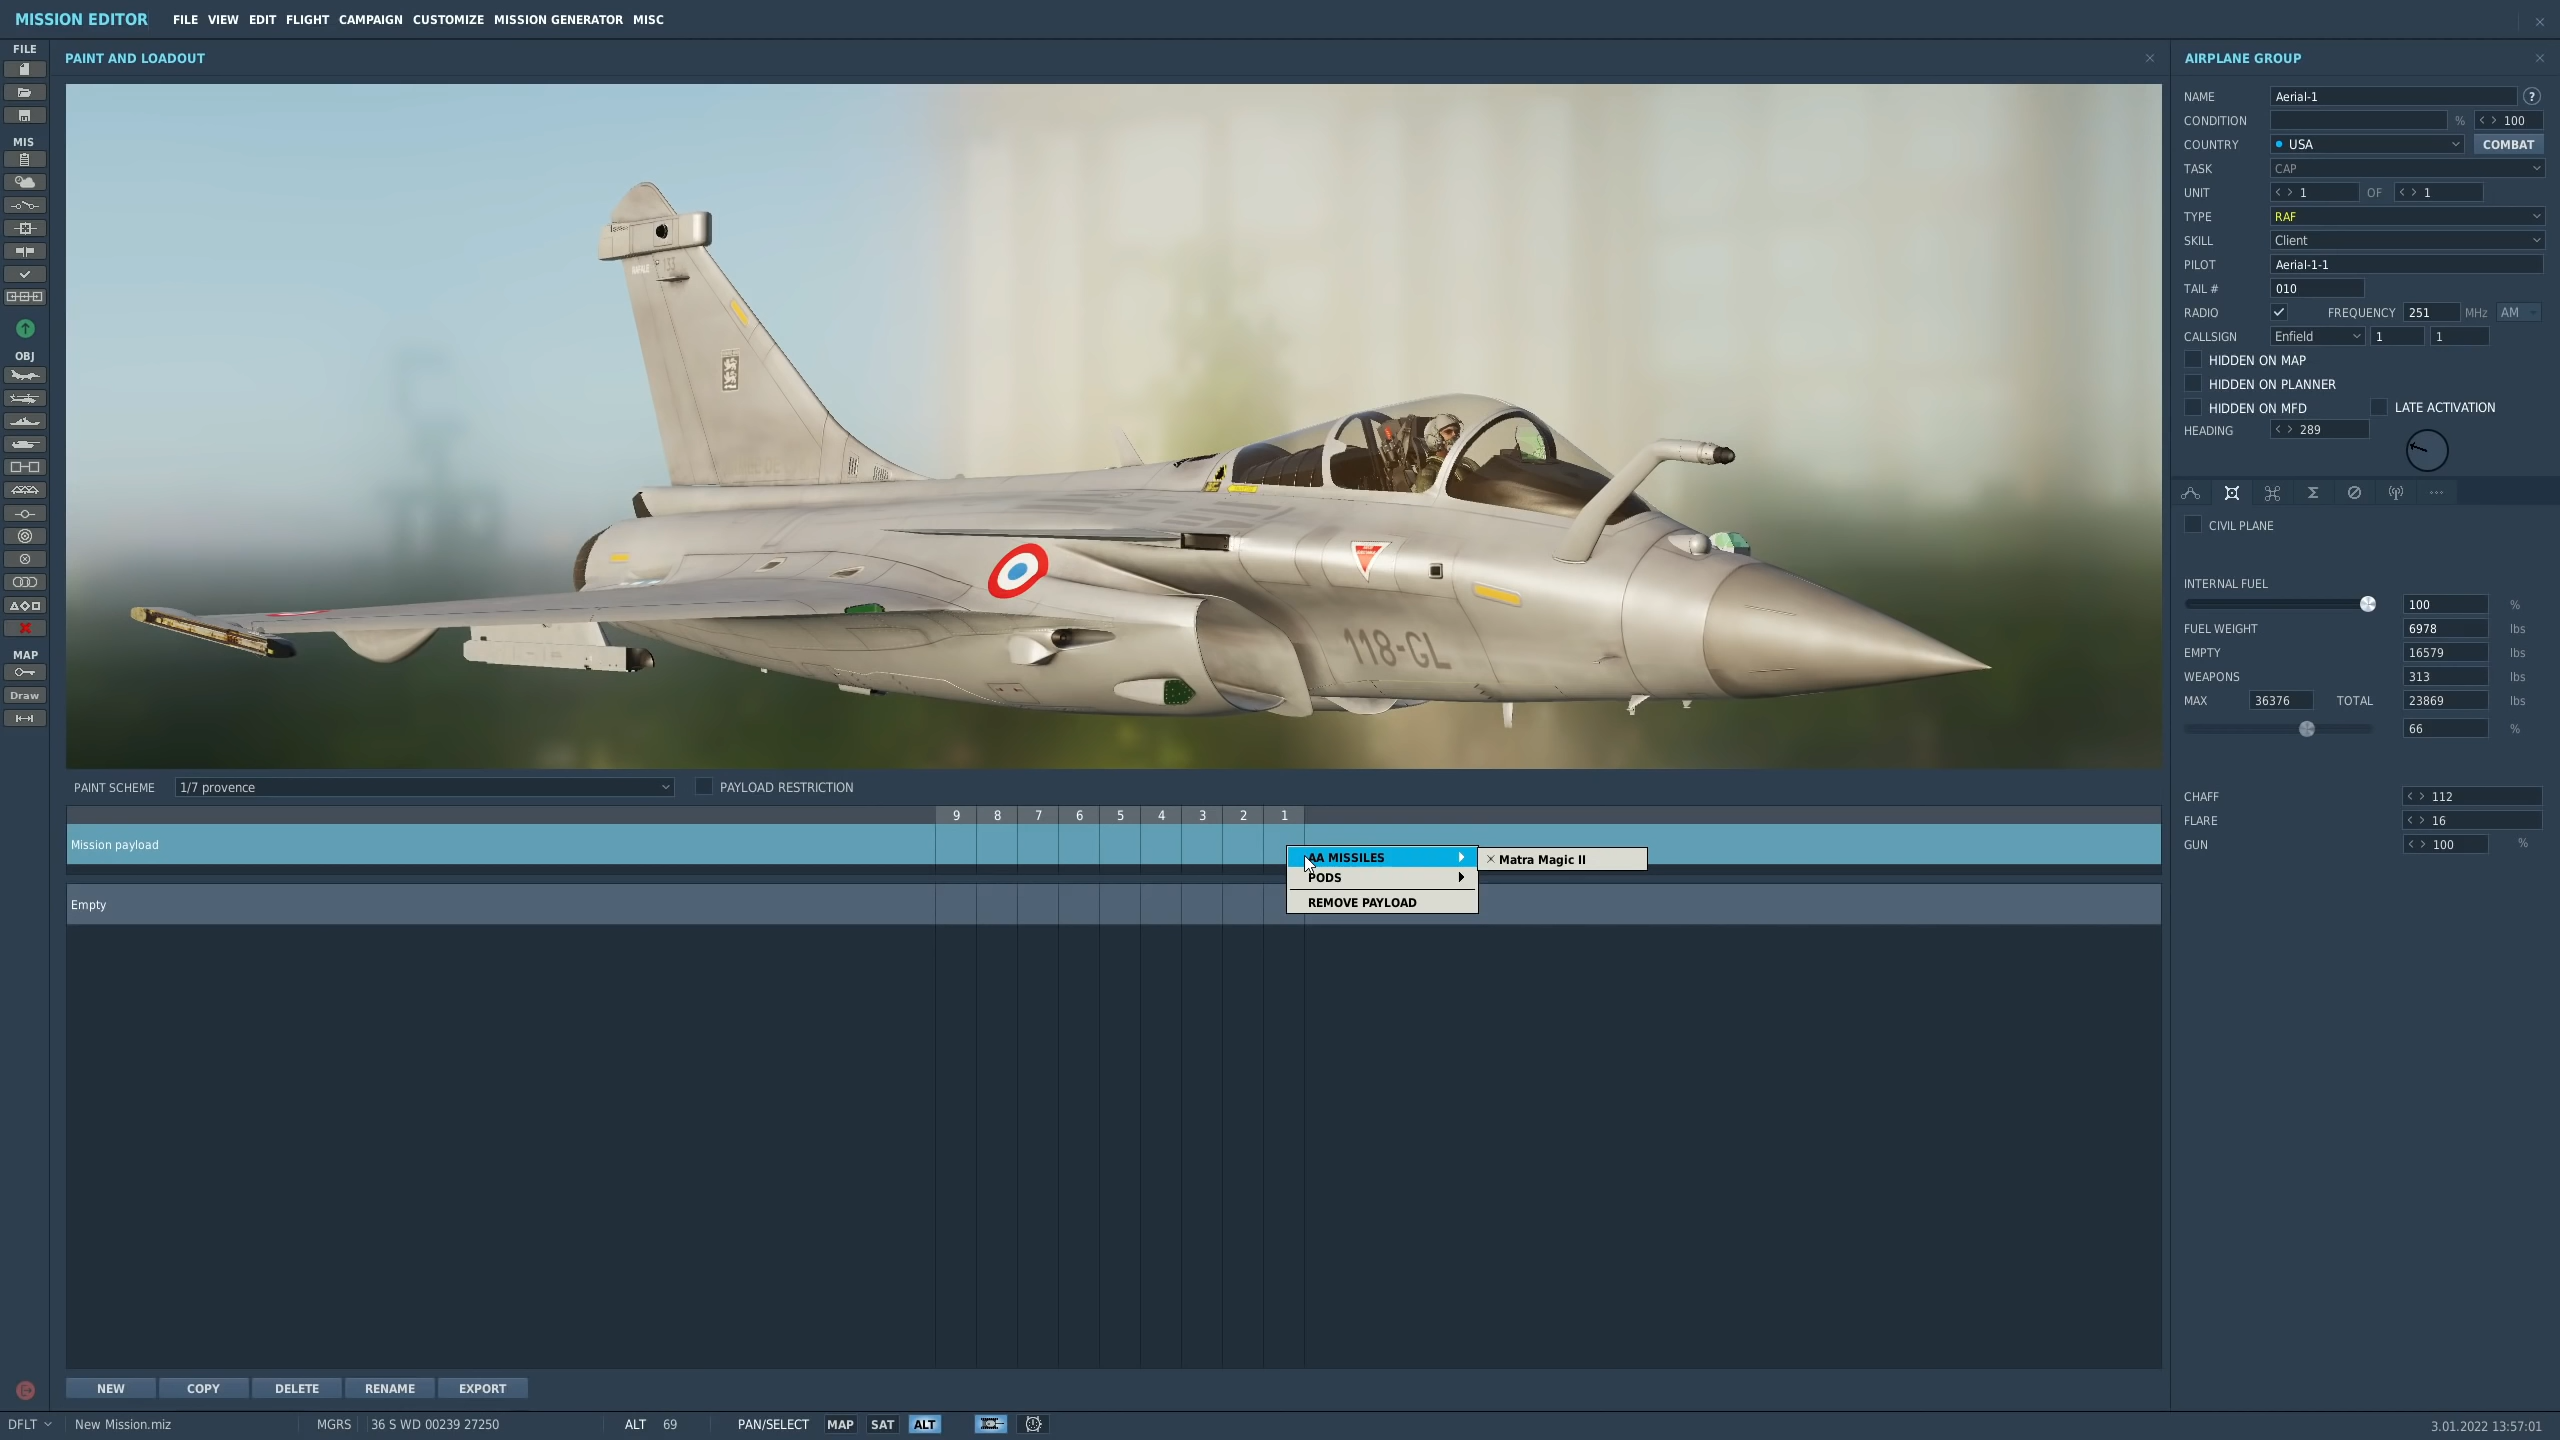 MISSION EDITOR FILE VIEW EDIT FLIGHT CAMPAIGN CUSTOMIZE MISSION GENERATOR MISC
FILE
MIS
OBJ
MAP
Draw
PAINT AND LOADOUT
118-GL
PAINT SCHEME 1/7 provence PAYLOAD RESTRICTION
9 8 7 6 5 4 3 2 1
Mission payload
AA MISSILES
Matra Magic II
PODS
REMOVE PAYLOAD
Empty
NEW COPY DELETE RENAME EXPORT
AIRPLANE GROUP
NAME Aerial-1 ?
CONDITION % < > 100
COUNTRY USA COMBAT
TASK CAP
UNIT < > 1 OF < > 1
TYPE RAF
SKILL Client
PILOT Aerial-1-1
TAIL # 010
RADIO FREQUENCY 251 MHz AM
CALLSIGN Enfield 1 1
HIDDEN ON MAP
HIDDEN ON PLANNER
HIDDEN ON MFD LATE ACTIVATION
HEADING < > 289
CIVIL PLANE
INTERNAL FUEL
100 %
FUEL WEIGHT 6978 lbs
EMPTY 16579 lbs
WEAPONS 313 lbs
MAX 36376 TOTAL 23869 lbs
66 %
CHAFF < > 112
FLARE < > 16
GUN < > 100 %
DFLT New Mission.miz MGRS 36 S WD 00239 27250 ALT 69 PAN/SELECT MAP SAT ALT 3.01.2022 13:57:01